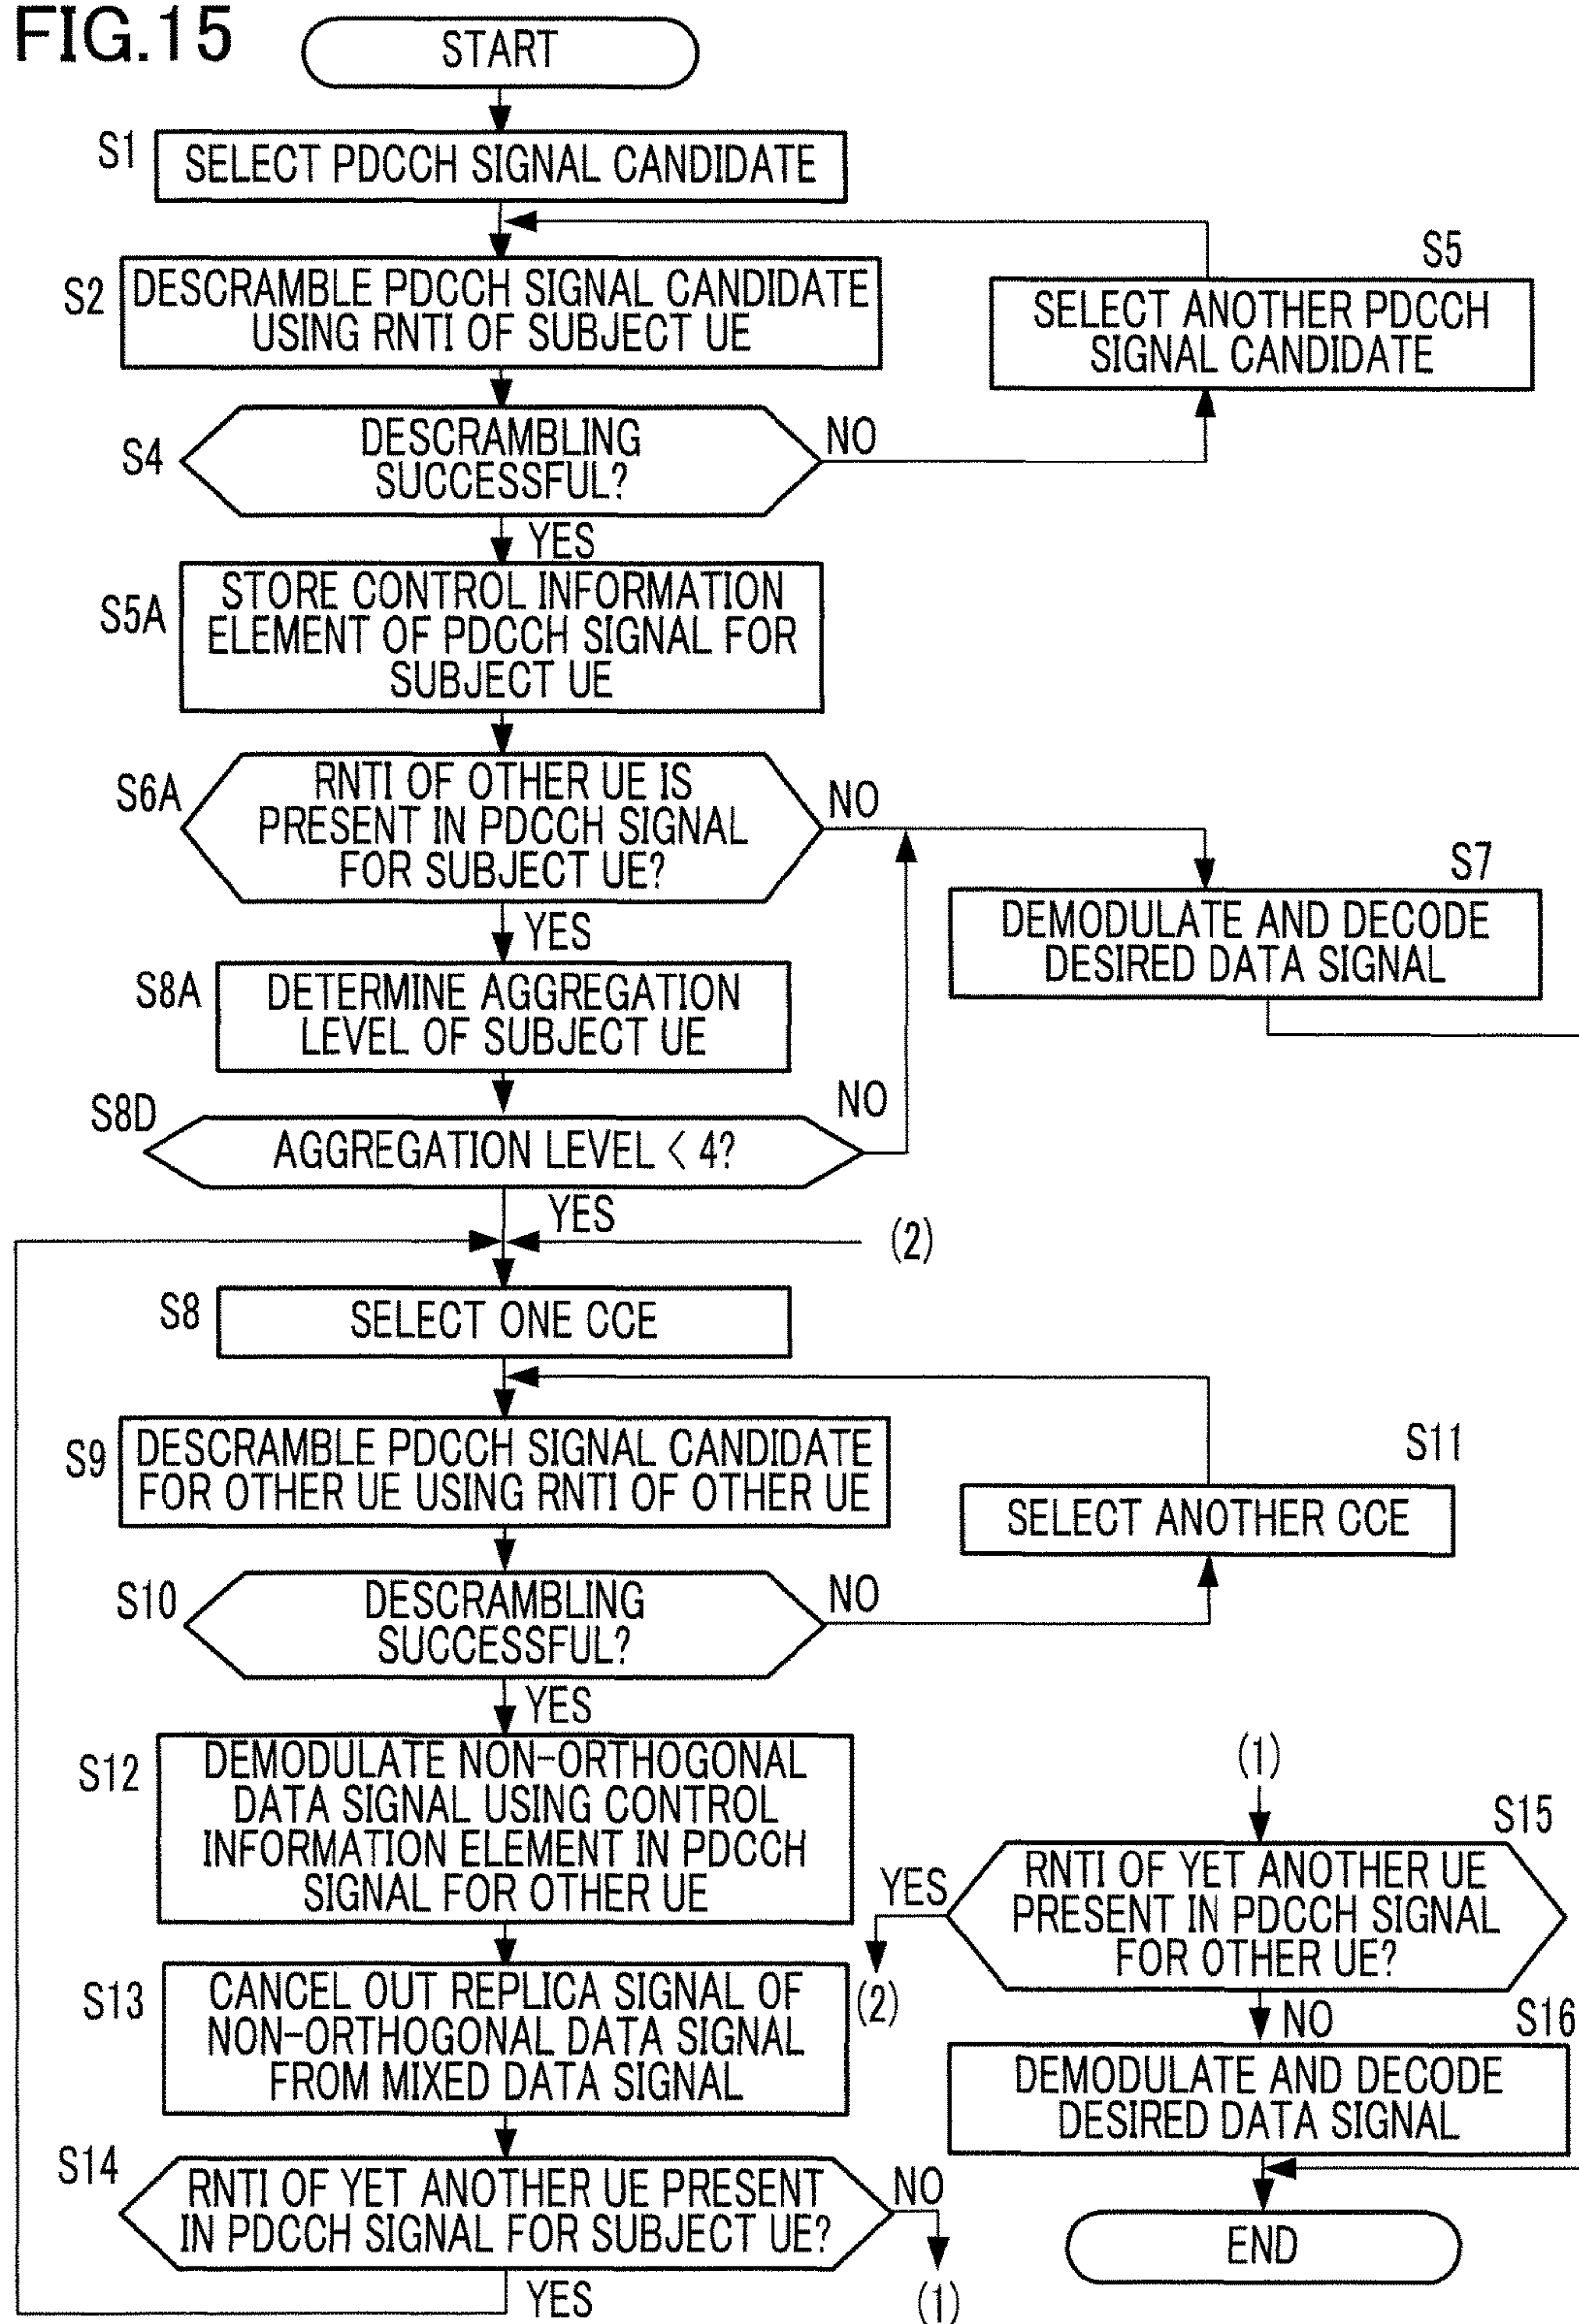 FIG.15
START
S1
SELECT PDCCH SIGNAL CANDIDATE
S2
DESCRAMBLE PDCCH SIGNAL CANDIDATE
USING RNTI OF SUBJECT UE
S5
SELECT ANOTHER PDCCH
SIGNAL CANDIDATE
S4
DESCRAMBLING
SUCCESSFUL?
NO
YES
S5A
STORE CONTROL INFORMATION
ELEMENT OF PDCCH SIGNAL FOR
SUBJECT UE
S6A
RNTI OF OTHER UE IS
PRESENT IN PDCCH SIGNAL
FOR SUBJECT UE?
NO
YES
S7
DEMODULATE AND DECODE
DESIRED DATA SIGNAL
S8A
DETERMINE AGGREGATION
LEVEL OF SUBJECT UE
S8D
AGGREGATION LEVEL < 4?
NO
YES
(2)
S8
SELECT ONE CCE
S9
DESCRAMBLE PDCCH SIGNAL CANDIDATE
FOR OTHER UE USING RNTI OF OTHER UE
S11
SELECT ANOTHER CCE
S10
DESCRAMBLING
SUCCESSFUL?
NO
YES
S12
DEMODULATE NON-ORTHOGONAL
DATA SIGNAL USING CONTROL
INFORMATION ELEMENT IN PDCCH
SIGNAL FOR OTHER UE
S13
CANCEL OUT REPLICA SIGNAL OF
NON-ORTHOGONAL DATA SIGNAL
FROM MIXED DATA SIGNAL
S14
RNTI OF YET ANOTHER UE PRESENT
IN PDCCH SIGNAL FOR SUBJECT UE?
NO
(1)
YES
(1)
S15
RNTI OF YET ANOTHER UE
PRESENT IN PDCCH SIGNAL
FOR OTHER UE?
YES
(2)
NO
S16
DEMODULATE AND DECODE
DESIRED DATA SIGNAL
END